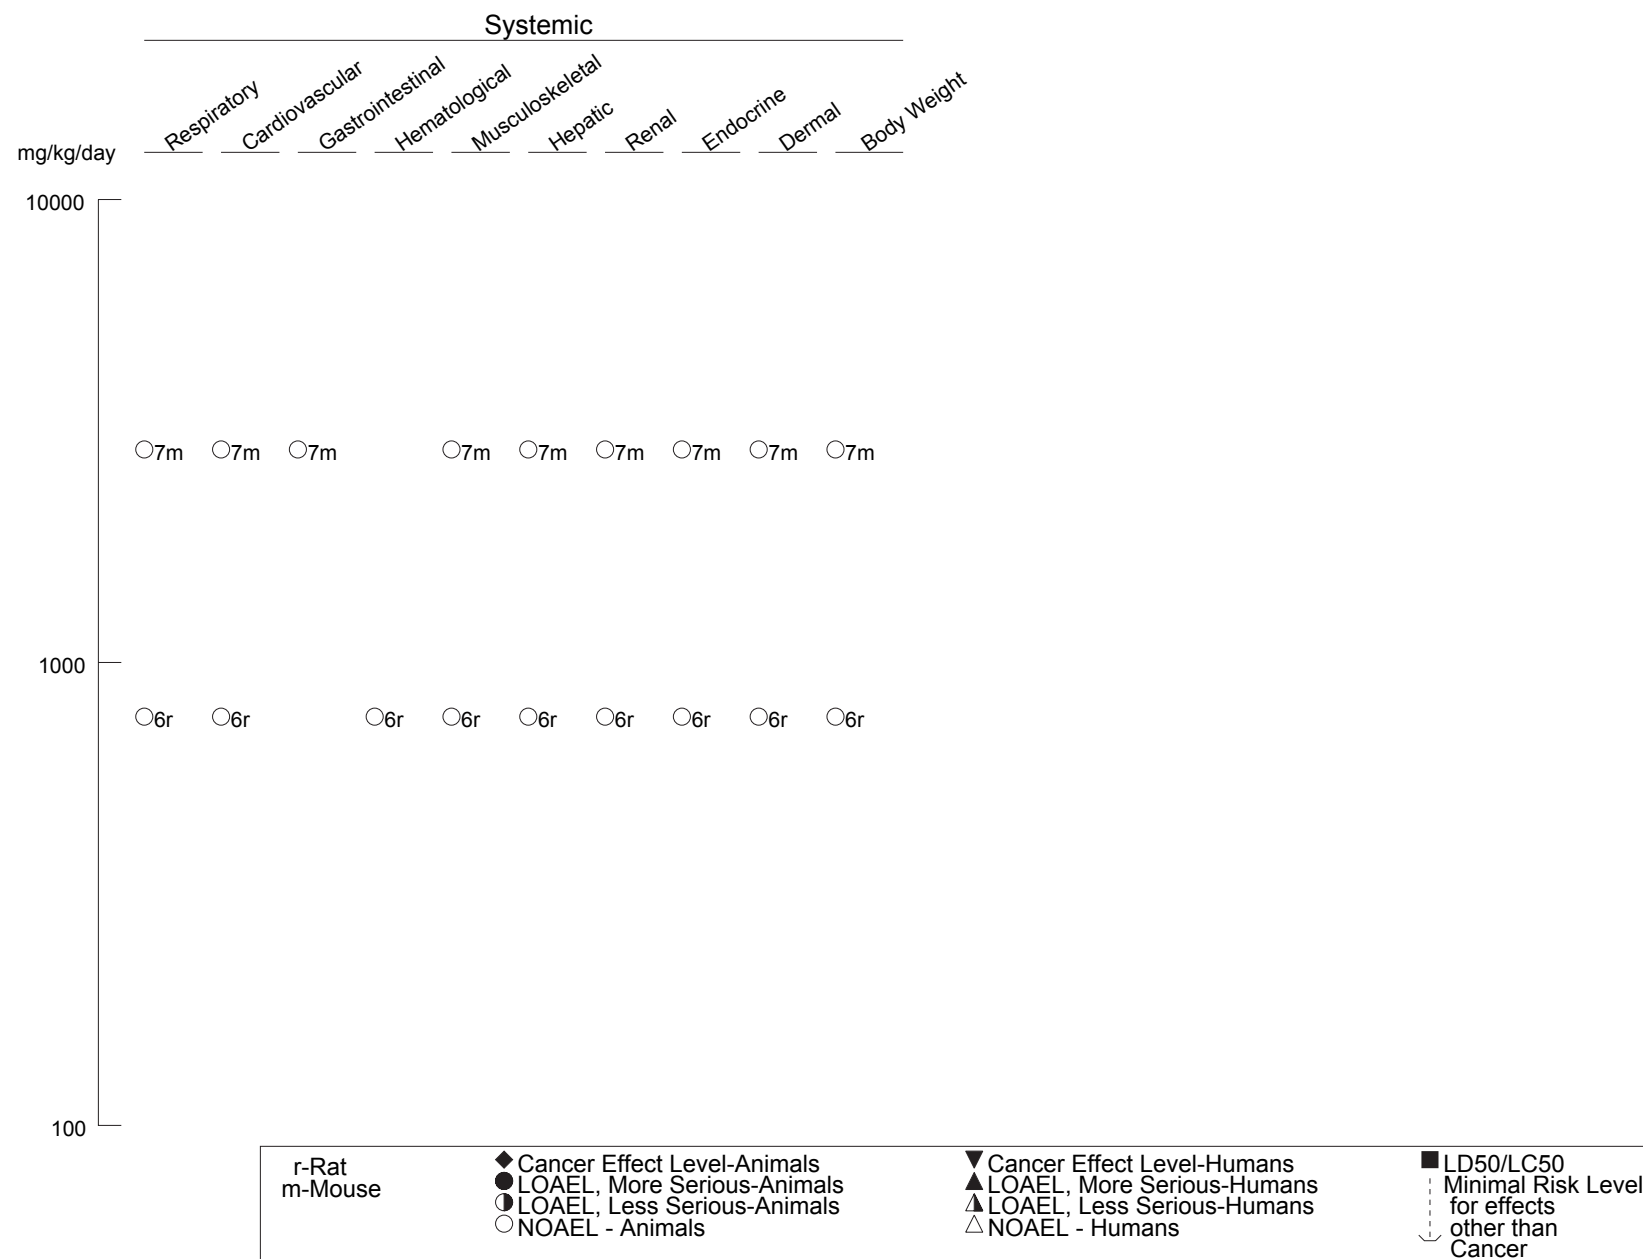 Systemic
Respiratory Cardiovascular Gastrointestinal Hematological Musculoskeletal Hepatic Renal Endocrine Dermal Body Weight
mg/kg/day
10000
7m 7m 7m 7m 7m 7m 7m 7m 7m
1000
6r 6r 6r 6r 6r 6r 6r 6r 6r
100
r-Rat
m-Mouse
Cancer Effect Level-Animals
LOAEL, More Serious-Animals
LOAEL, Less Serious-Animals
NOAEL - Animals
Cancer Effect Level-Humans
LOAEL, More Serious-Humans
LOAEL, Less Serious-Humans
NOAEL - Humans
LD50/LC50
Minimal Risk Level
for effects
other than
Cancer